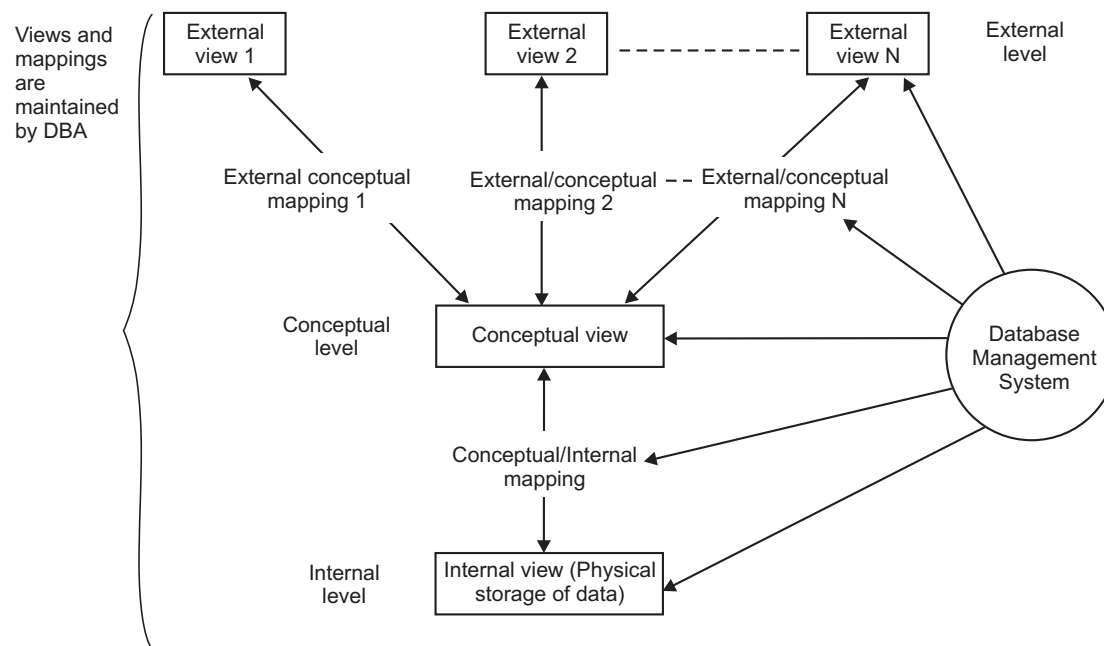 Views and
mappings
are
maintained
by DBA
External
view 1
External
view 2
External
view N
External
level
External conceptual
mapping 1
External/conceptual
mapping 2
External/conceptual
mapping N
Conceptual
level
Conceptual view
Database
Management
System
Conceptual/Internal
mapping
Internal
level
Internal view (Physical
storage of data)